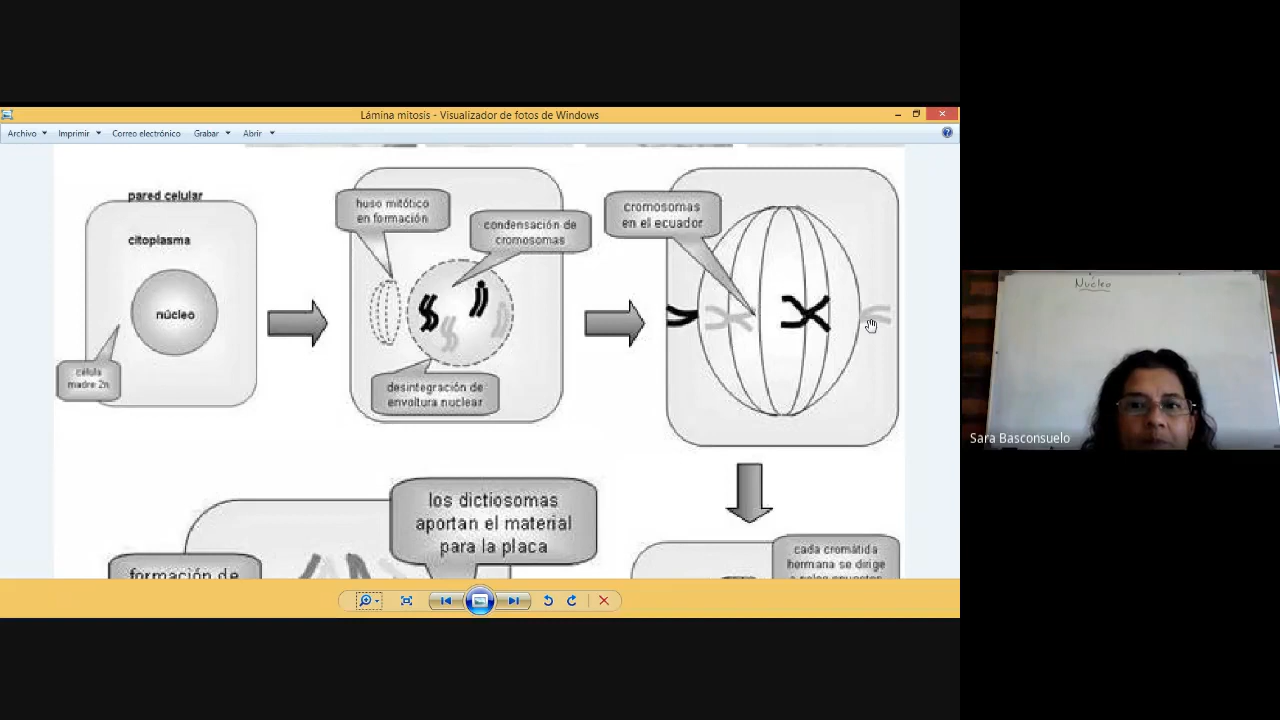 Lámina mitosis - Visualizador de fotos de Windows
Archivo Imprimir Correo electrónico Grabar Abrir
pared celular
citoplasma
núcleo
célula
madre 2n
huso mitótico
en formación
condensación de
cromosomas
desintegración de
envoltura nuclear
cromosomas
en el ecuador
los dictiosomas
aportan el material
para la placa
formación de
cada cromátida
hermana se dirige
a polos opuestos
Núcleo
Sara Basconsuelo